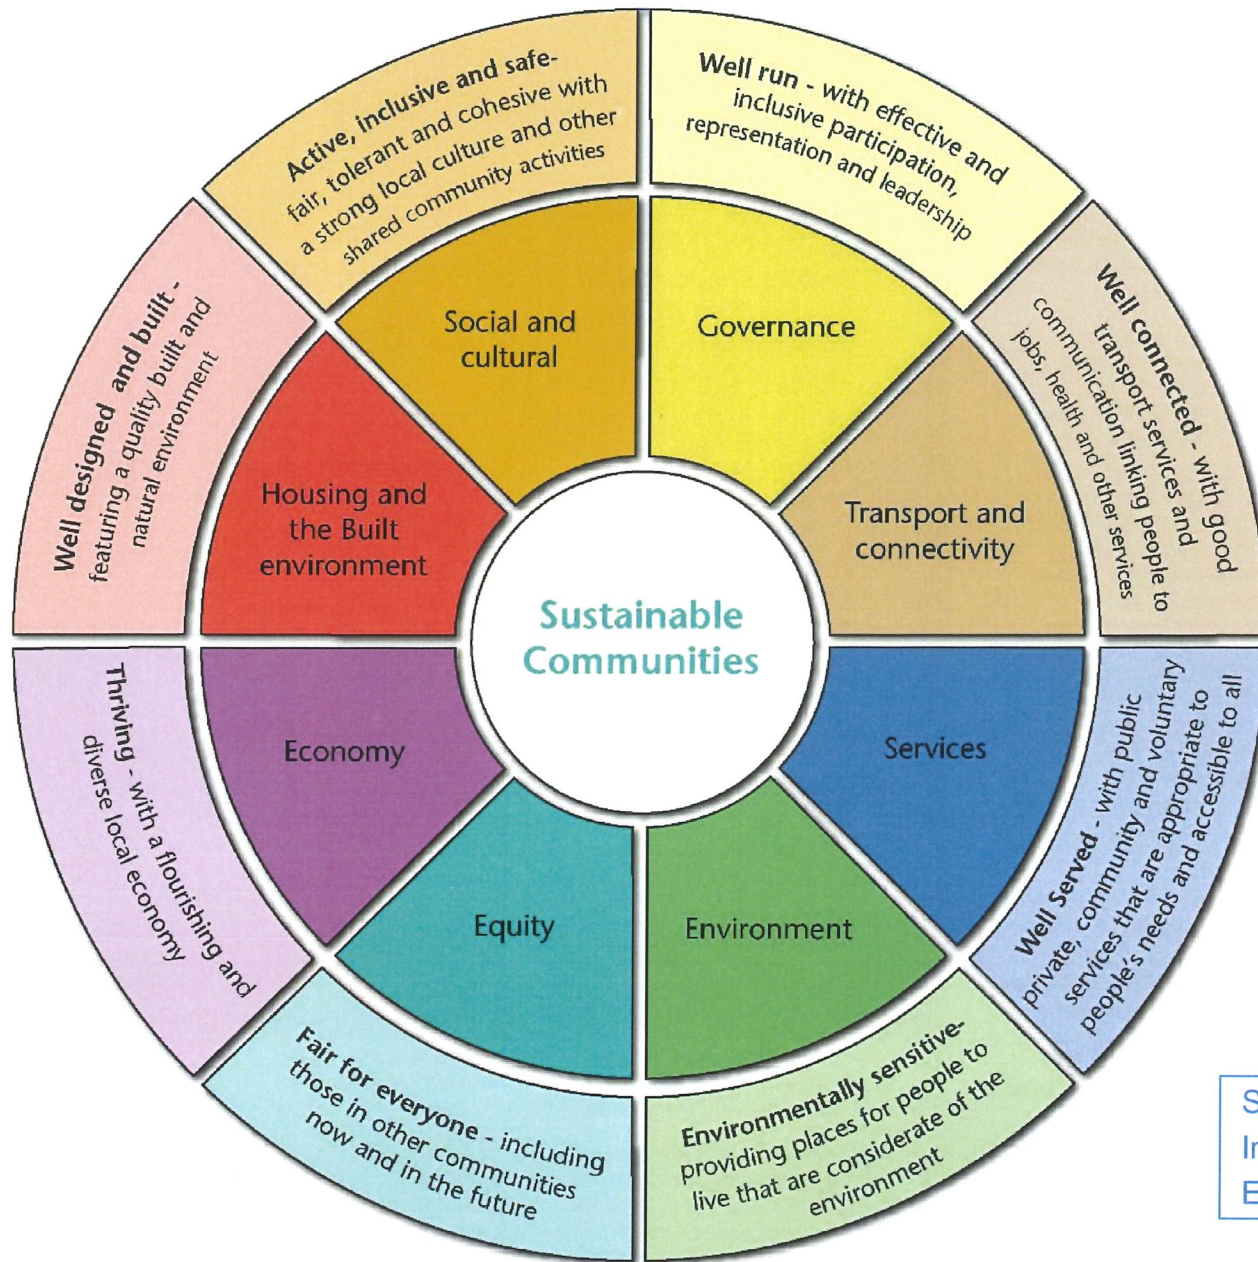 Active, inclusive and safe-
fair, tolerant and cohesive with
a strong local culture and other
shared community activities
Well run - with effective and
inclusive participation,
representation and leadership
Well connected - with good
transport services and
communication linking people to
jobs, health and other services
Well Served - with public
private, community and voluntary
services that are appropriate to
people's needs and accessible to all
Environmentally sensitive-
providing places for people to
live that are considerate of the
environment
Fair for everyone - including
those in other communities
now and in the future
Thriving - with a flourishing and
diverse local economy
Well designed and built -
featuring a quality built and
natural environment
Social and
cultural
Governance
Transport and
connectivity
Services
Environment
Equity
Economy
Housing and
the Built
environment
Sustainable
Communities